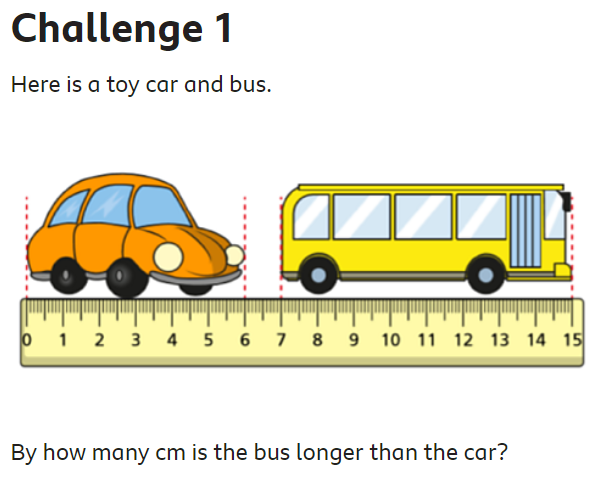 Challenge 1
Here is a toy car and bus.
0 1 2 3 4 5 6 7 8 9 10 11 12 13 14 15
By how many cm is the bus longer than the car?